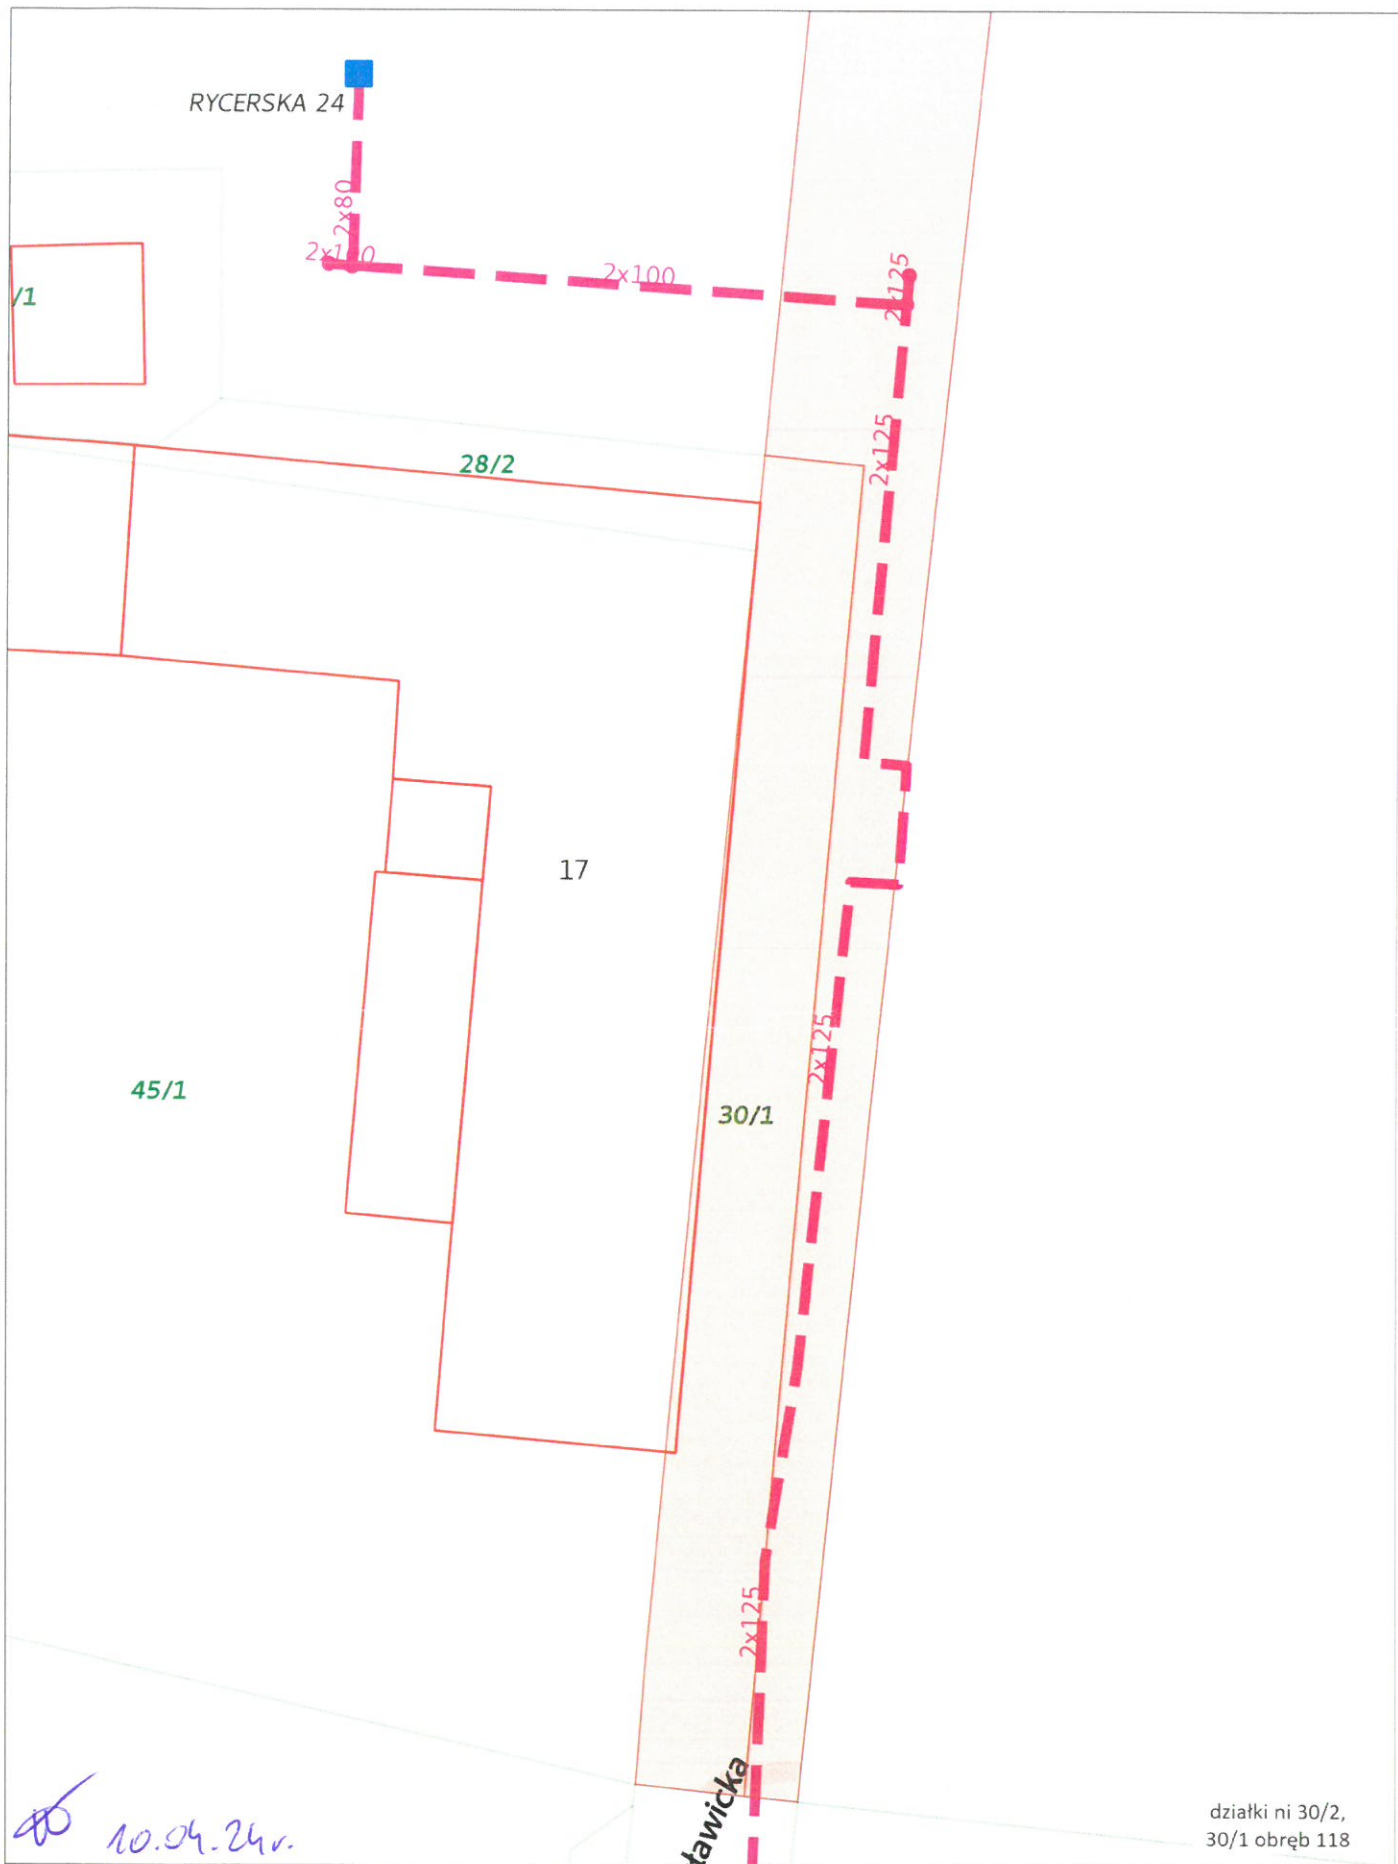 RYCERSKA 24
2x80
2x100
2x100
2x125
/1
2x125
28/2
17
2x125
45/1
30/1
2x125
ławicka
10.04.24r.
działki ni 30/2,
30/1 obręb 118